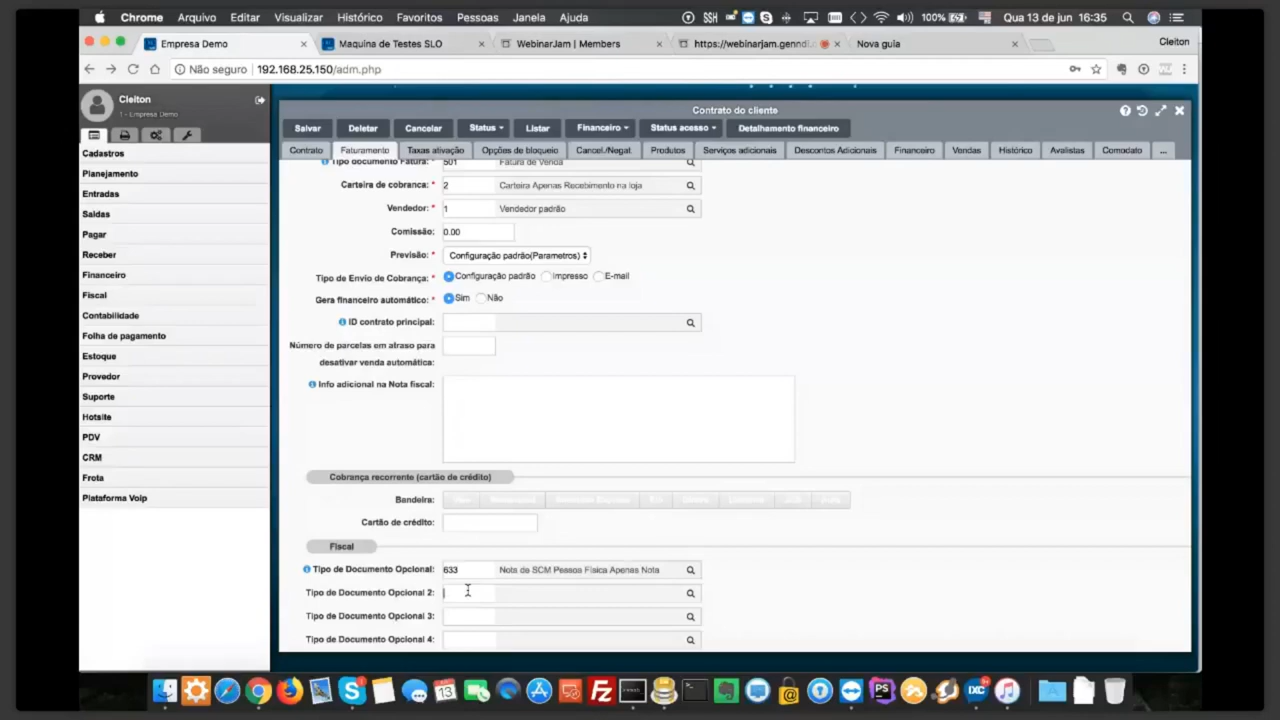 Chrome Arquivo Editar Visualizar Histórico Favoritos Pessoas Janela Ajuda SSH 100% Qua 13 de jun 16:35
Empresa Demo × Maquina de Testes SLO × WebinarJam | Members × https://webinarjam.genndi. × Nova guia × Cleiton
Não seguro | 192.168.25.150/adm.php
Cleiton
1 - Empresa Demo
Cadastros
Planejamento
Entradas
Saídas
Pagar
Receber
Financeiro
Fiscal
Contabilidade
Folha de pagamento
Estoque
Provedor
Suporte
Hotsite
PDV
CRM
Frota
Plataforma Voip
Contrato do cliente
Salvar Deletar Cancelar Status Listar Financeiro Status acesso Detalhamento financeiro
Contrato Faturamento Taxas ativação Opções de bloqueio Cancel./Negat. Produtos Serviços adicionais Descontos Adicionais Financeiro Vendas Histórico Avalistas Comodato ...
Tipo documento Fatura: * 501 Fatura de Venda
Carteira de cobranca: * 2 Carteira Apenas Recebimento na loja
Vendedor: * 1 Vendedor padrão
Comissão: 0.00
Previsão: * Configuração padrão(Parametros)
Tipo de Envio de Cobrança: * Configuração padrão Impresso E-mail
Gera financeiro automático: * Sim Não
ID contrato principal:
Número de parcelas em atraso para
desativar venda automática:
Info adicional na Nota fiscal:
Cobrança recorrente (cartão de crédito)
Bandeira:
Cartão de crédito:
Fiscal
Tipo de Documento Opcional: 633 Nota de SCM Pessoa Física Apenas Nota
Tipo de Documento Opcional 2:
Tipo de Documento Opcional 3:
Tipo de Documento Opcional 4:
13 PS IXC